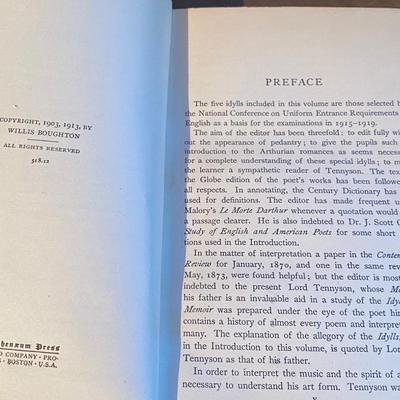 COPYRIGHT, 1903, 1913, BY
WILLIS BOUGHTON
ALL RIGHTS RESERVED
518.12
Press
COMPANY · PRO-
BOSTON · U.S.A.
PREFACE
The five idylls included in this volume are those selected b
the National Conference on Uniform Entrance Requirements
English as a basis for the examinations in 1915–1919.
The aim of the editor has been threefold: to edit fully wi
out the appearance of pedantry; to give the pupils such
introduction to the Arthurian romances as seems necessa
for a complete understanding of these special idylls; to m
the learner a sympathetic reader of Tennyson. The tex
the Globe edition of the poet's works has been followe
all respects. In annotating, the Century Dictionary has
used for definitions. The editor has made frequent u
Malory's Le Morte Darthur whenever a quotation would
a passage clearer. He is also indebted to Dr. J. Scott C
Study of English and American Poets for some short
tions used in the Introduction.
In the matter of interpretation a paper in the Conten
Review for January, 1870, and one in the same rev
May, 1873, were found helpful; but the editor is most
indebted to the present Lord Tennyson, whose Me
his father is an invaluable aid in a study of the Idy
Memoir was prepared under the eye of the poet hi
contains a history of almost every poem and interpre
many. The explanation of the allegory of the Idylls,
in the Introduction to this volume, is quoted by Lor
Tennyson as that of his father.
In order to interpret the music and the spirit of a
necessary to understand his art form. Tennyson wa
x